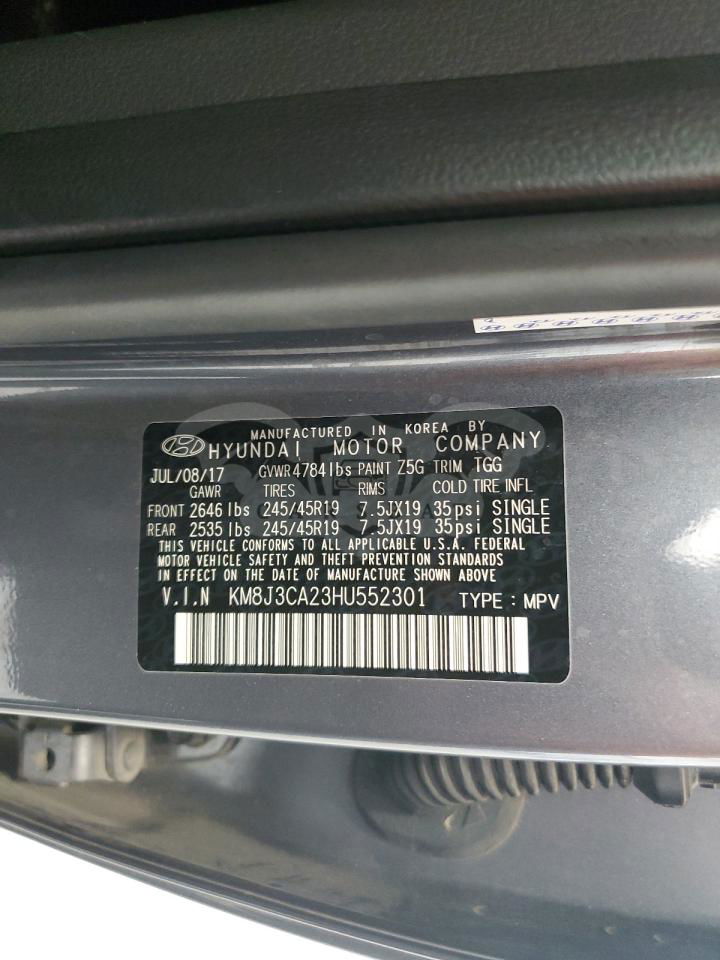 MANUFACTURED IN KOREA BY
HYUNDAI MOTOR COMPANY
JUL/08/17 GVWR 4784 lbs PAINT Z5G TRIM TGG
GAWR TIRES RIMS COLD TIRE INFL
FRONT 2646 lbs 245/45R19 7.5JX19 35psi SINGLE
REAR 2535 lbs 245/45R19 7.5JX19 35psi SINGLE
THIS VEHICLE CONFORMS TO ALL APPLICABLE U.S.A. FEDERAL
MOTOR VEHICLE SAFETY AND THEFT PREVENTION STANDARDS
IN EFFECT ON THE DATE OF MANUFACTURE SHOWN ABOVE
V.I.N KM8J3CA23HU552301 TYPE : MPV